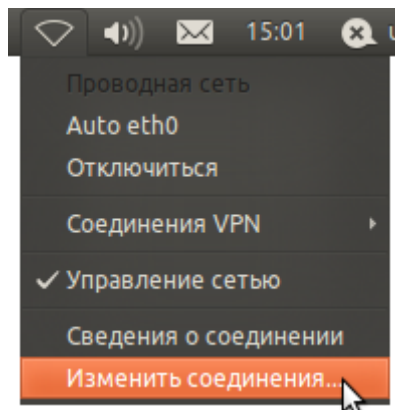 15:01
Проводная сеть
Auto eth0
Отключиться
Соединения VPN
Управление сетью
Сведения о соединении
Изменить соединения...